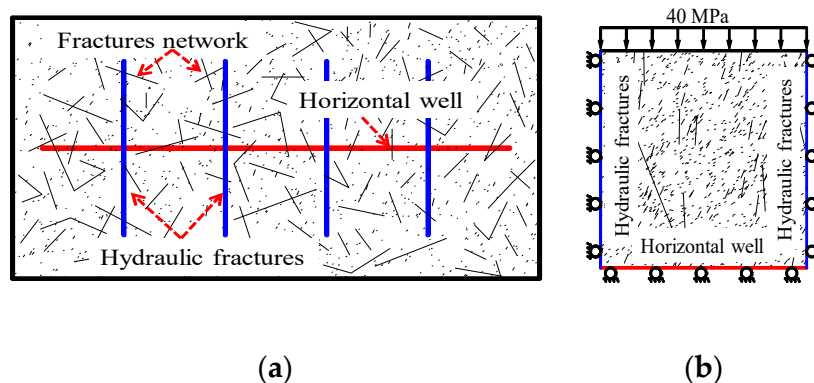 Fractures network
Horizontal well
Hydraulic fractures
(a)
40 MPa
Hydraulic fractures
Hydraulic fractures
Horizontal well
(b)